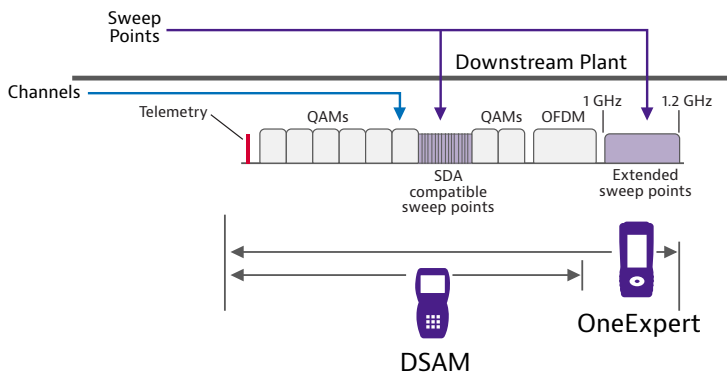 Sweep
Points
Downstream Plant
Channels
1 GHz
1.2 GHz
Telemetry
QAMs
QAMs
OFDM
SDA
compatible
sweep points
Extended
sweep points
OneExpert
DSAM